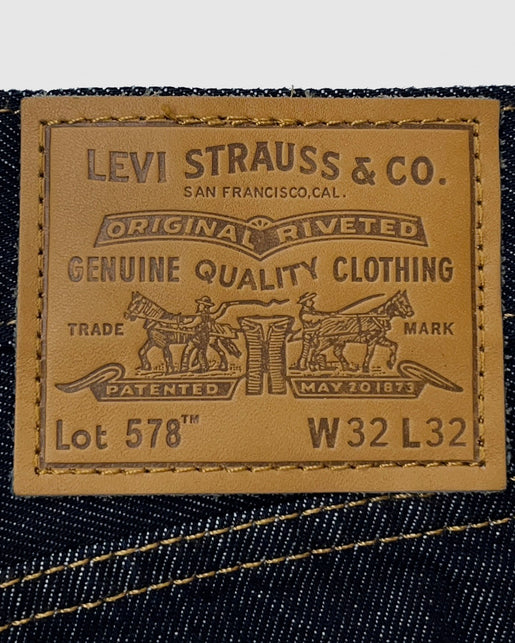 LEVI STRAUSS & CO.
SAN FRANCISCO, CAL.
ORIGINAL RIVETED
GENUINE QUALITY CLOTHING
TRADE MARK
PATENTED MAY 20 1873
Lot 578™ W32 L32